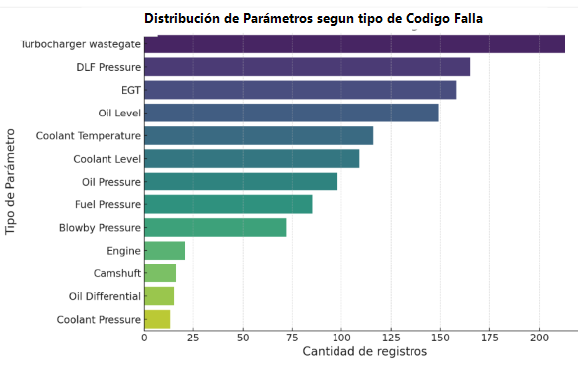 Distribución de Parámetros segun tipo de Codigo Falla
Turbocharger wastegate
DLF Pressure
EGT
Oil Level
Coolant Temperature
Coolant Level
Oil Pressure
Fuel Pressure
Blowby Pressure
Engine
Camshuft
Oil Differential
Coolant Pressure
Tipo de Parámetro
0 25 50 75 100 125 150 175 200
Cantidad de registros